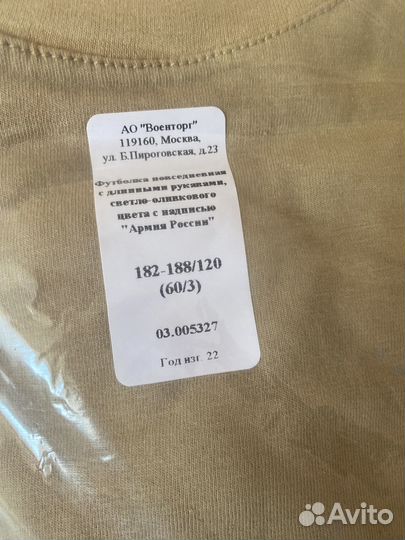 АО "Военторг"
119160, Москва,
ул. Б.Пироговская, д.23
Футболка повседневная
с длинными рукавами,
светло-оливкового
цвета с надписью
"Армия России"
182-188/120
(60/3)
03.005327
Год изг. 22
Avito